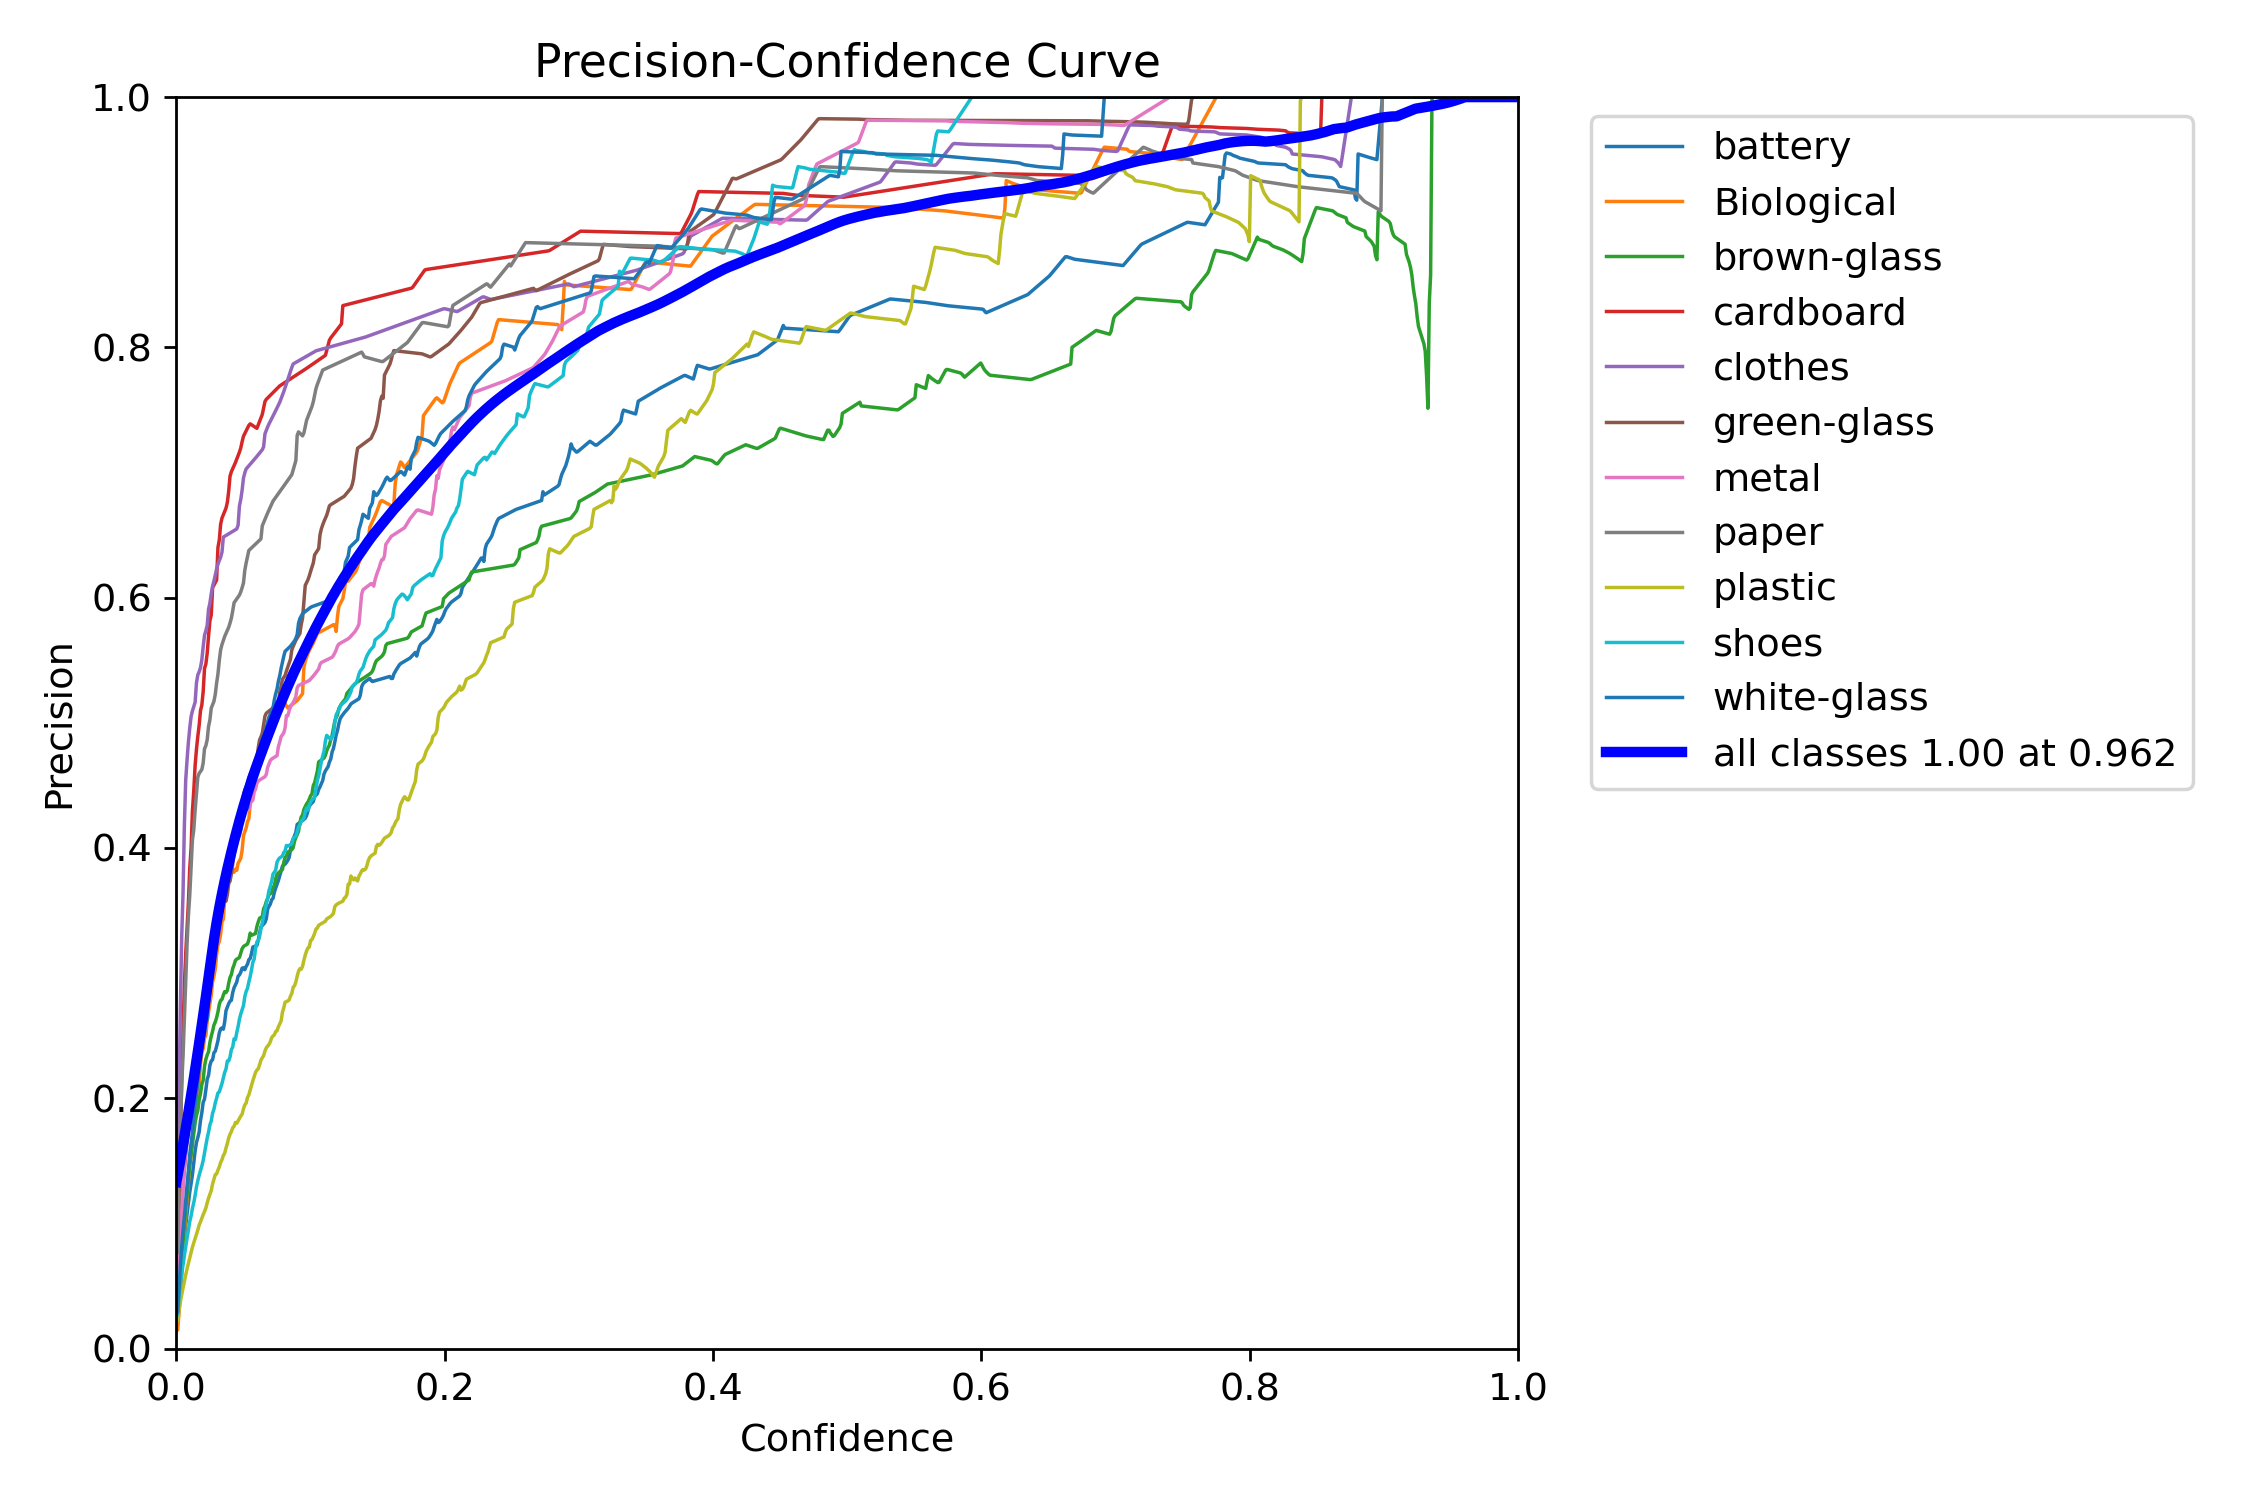 Precision-Confidence Curve
1.0
0.8
0.6
0.4
0.2
0.0
Precision
0.0 0.2 0.4 0.6 0.8 1.0
Confidence
battery
Biological
brown-glass
cardboard
clothes
green-glass
metal
paper
plastic
shoes
white-glass
all classes 1.00 at 0.962